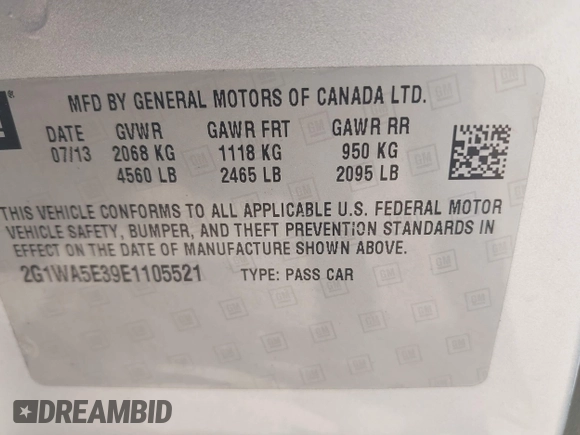 MFD BY GENERAL MOTORS OF CANADA LTD.
DATE GVWR GAWR FRT GAWR RR
07/13 2068 KG 1118 KG 950 KG
4560 LB 2465 LB 2095 LB
THIS VEHICLE CONFORMS TO ALL APPLICABLE U.S. FEDERAL MOTOR
VEHICLE SAFETY, BUMPER, AND THEFT PREVENTION STANDARDS IN
EFFECT ON THE DATE OF MANUFACTURE SHOWN ABOVE.
2G1WA5E39E1105521 TYPE: PASS CAR
DREAMBID